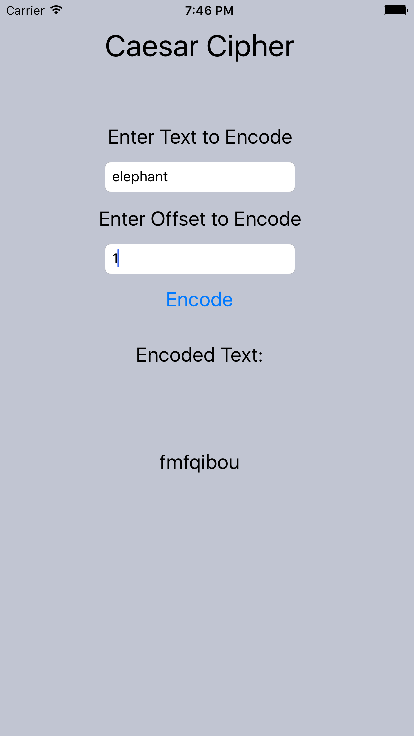 Carrier 7:46 PM
Caesar Cipher
Enter Text to Encode
elephant
Enter Offset to Encode
1
Encode
Encoded Text:
fmfqibou